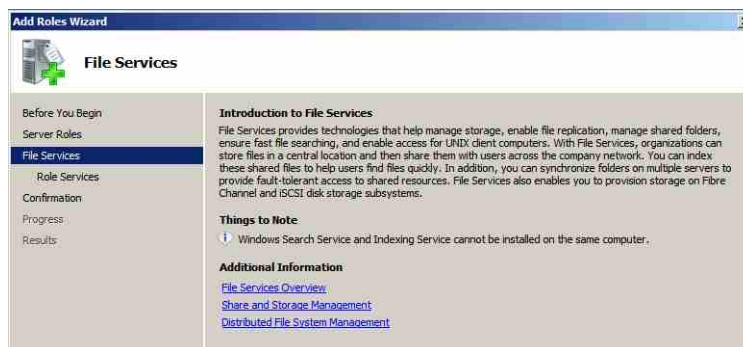 Add Roles Wizard
File Services
Before You Begin
Server Roles
File Services
Role Services
Confirmation
Progress
Results
Introduction to File Services
File Services provides technologies that help manage storage, enable file replication, manage shared folders,
ensure fast file searching, and enable access for UNIX client computers. With File Services, organizations can
store files in a central location and then share them with users across the company network. You can index
these shared files to help users find files quickly. In addition, you can synchronize folders on multiple servers to
provide fault-tolerant access to shared resources. File Services also enables you to provision storage on Fibre
Channel and iSCSI disk storage subsystems.
Things to Note
Windows Search Service and Indexing Service cannot be installed on the same computer.
Additional Information
File Services Overview
Share and Storage Management
Distributed File System Management